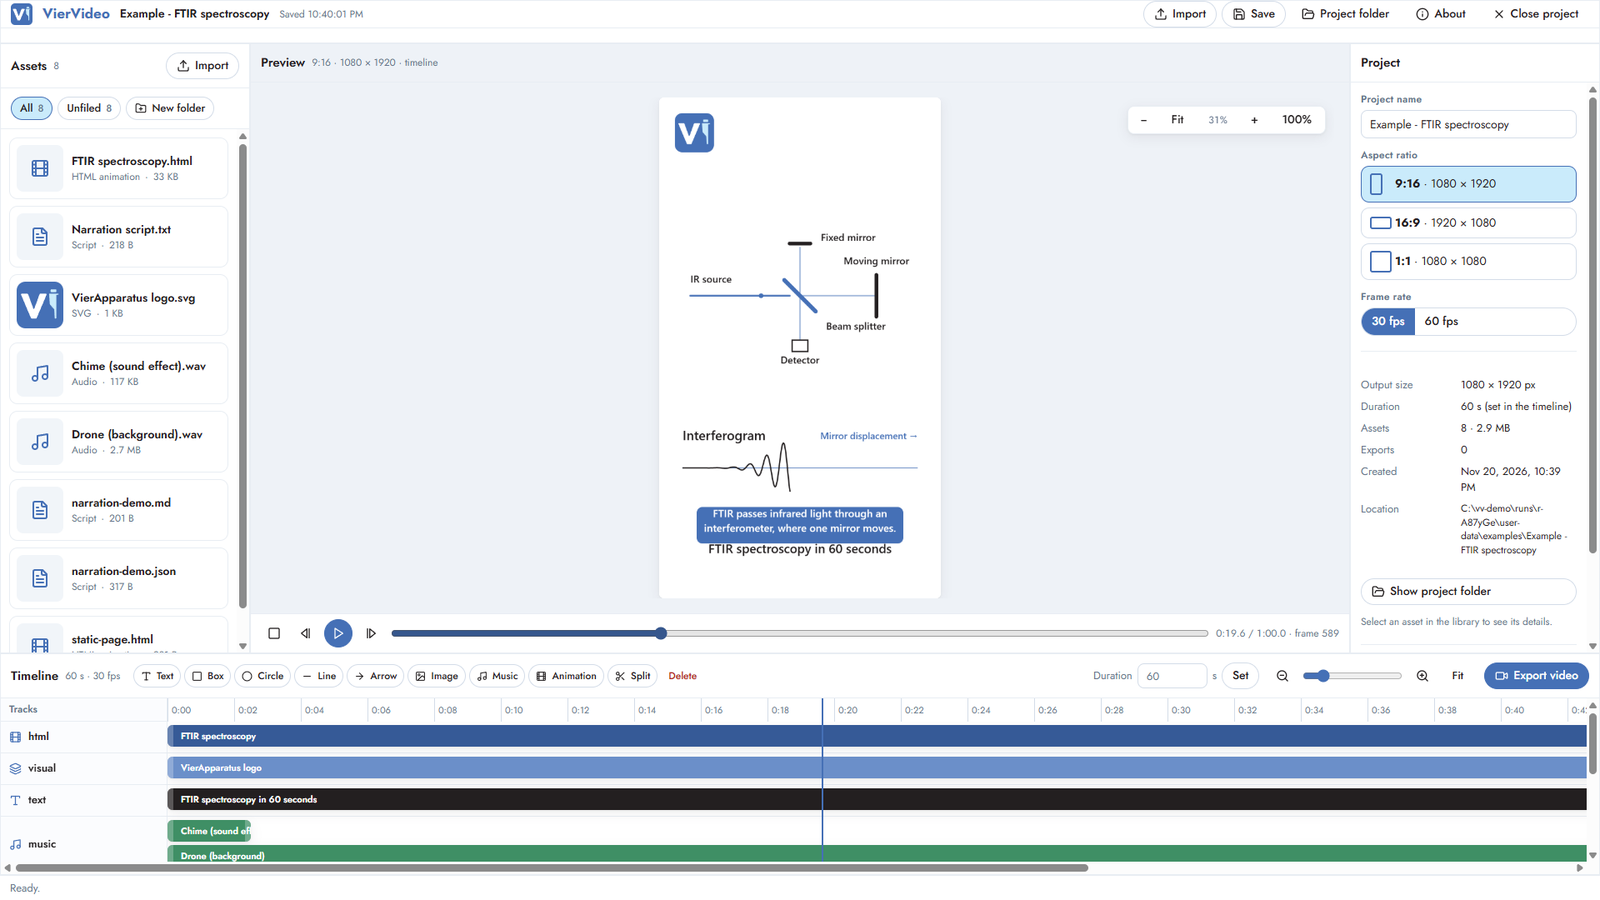 Vi VierVideo Example - FTIR spectroscopy Saved 10:40:01 PM Import Save Project folder About Close project
Assets 8 Import
All 8 Unfiled 8 New folder
FTIR spectroscopy.html
HTML animation · 33 KB
Narration script.txt
Script · 218 B
Vi
VierApparatus logo.svg
SVG · 1 KB
Chime (sound effect).wav
Audio · 117 KB
Drone (background).wav
Audio · 2.7 MB
narration-demo.md
Script · 201 B
narration-demo.json
Script · 317 B
static-page.html
Preview 9:16 · 1080 × 1920 · timeline
− Fit 31% + 100%
Vi
Fixed mirror
Moving mirror
IR source
Beam splitter
Detector
Interferogram Mirror displacement →
FTIR passes infrared light through an
interferometer, where one mirror moves.
FTIR spectroscopy in 60 seconds
0:19.6 / 1:00.0 · frame 589
Project
Project name
Example - FTIR spectroscopy
Aspect ratio
9:16 · 1080 × 1920
16:9 · 1920 × 1080
1:1 · 1080 × 1080
Frame rate
30 fps 60 fps
Output size 1080 × 1920 px
Duration 60 s (set in the timeline)
Assets 8 · 2.9 MB
Exports 0
Created Nov 20, 2026, 10:39
PM
Location C:\vv-demo\runs\r-
A87yGe\user-
data\examples\Example -
FTIR spectroscopy
Show project folder
Select an asset in the library to see its details.
Timeline 60 s · 30 fps Text Box Circle Line Arrow Image Music Animation Split Delete Duration 60 s Set Fit Export video
Tracks 0:00 0:02 0:04 0:06 0:08 0:10 0:12 0:14 0:16 0:18 0:20 0:22 0:24 0:26 0:28 0:30 0:32 0:34 0:36 0:38 0:40
html FTIR spectroscopy
visual VierApparatus logo
text FTIR spectroscopy in 60 seconds
Chime (sound eff
music
Drone (background)
Ready.